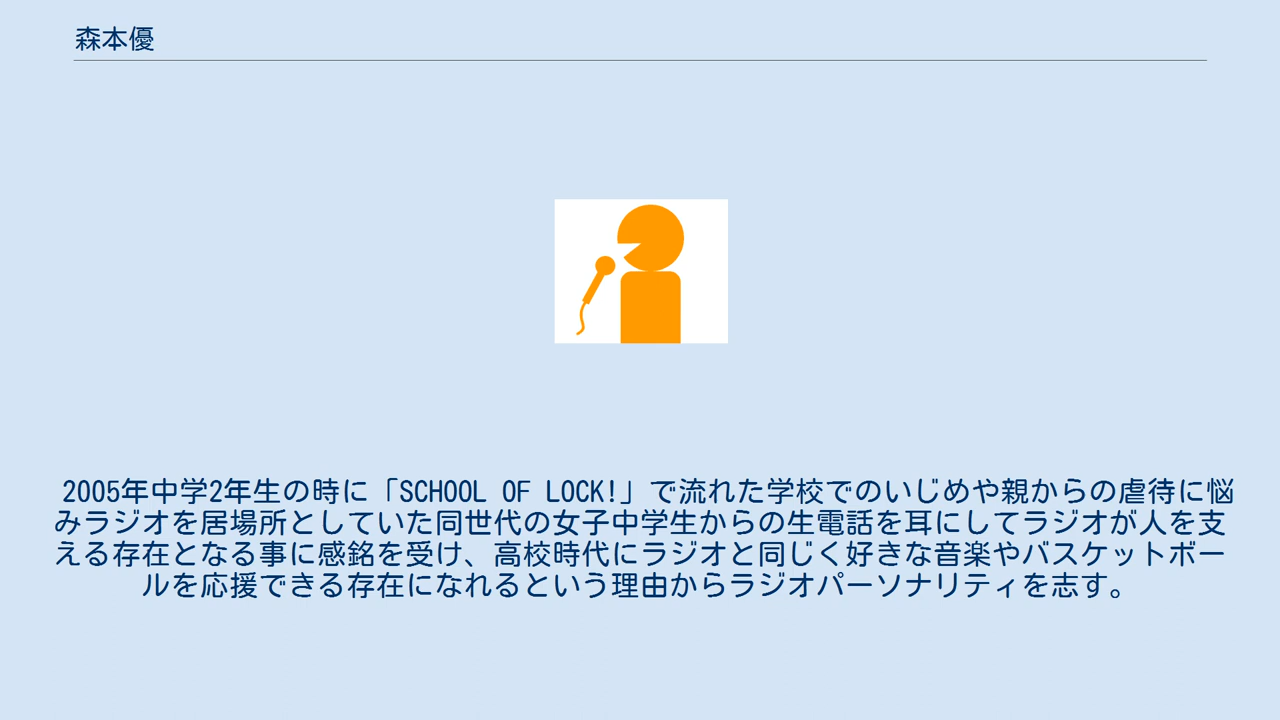 森本優
2005年中学2年生の時に「SCHOOL OF LOCK!」で流れた学校でのいじめや親からの虐待に悩
みラジオを居場所としていた同世代の女子中学生からの生電話を耳にしてラジオが人を支
える存在となる事に感銘を受け、高校時代にラジオと同じく好きな音楽やバスケットボー
ルを応援できる存在になれるという理由からラジオパーソナリティを志す。